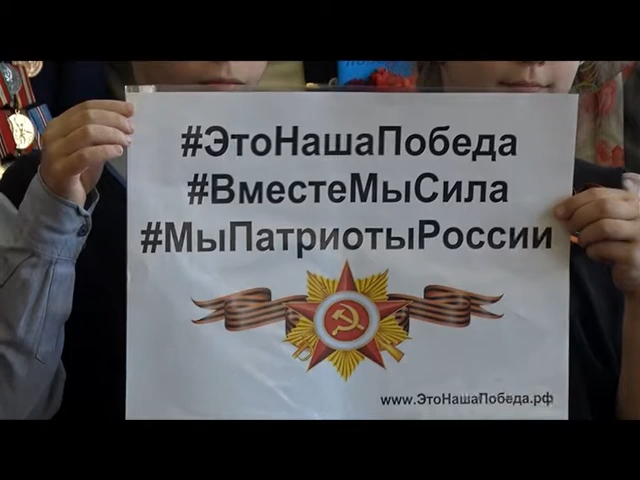 #ЭтоНашаПобеда
#ВместеМыСила
#МыПатриотыРоссии
www.ЭтоНашаПобеда.рф